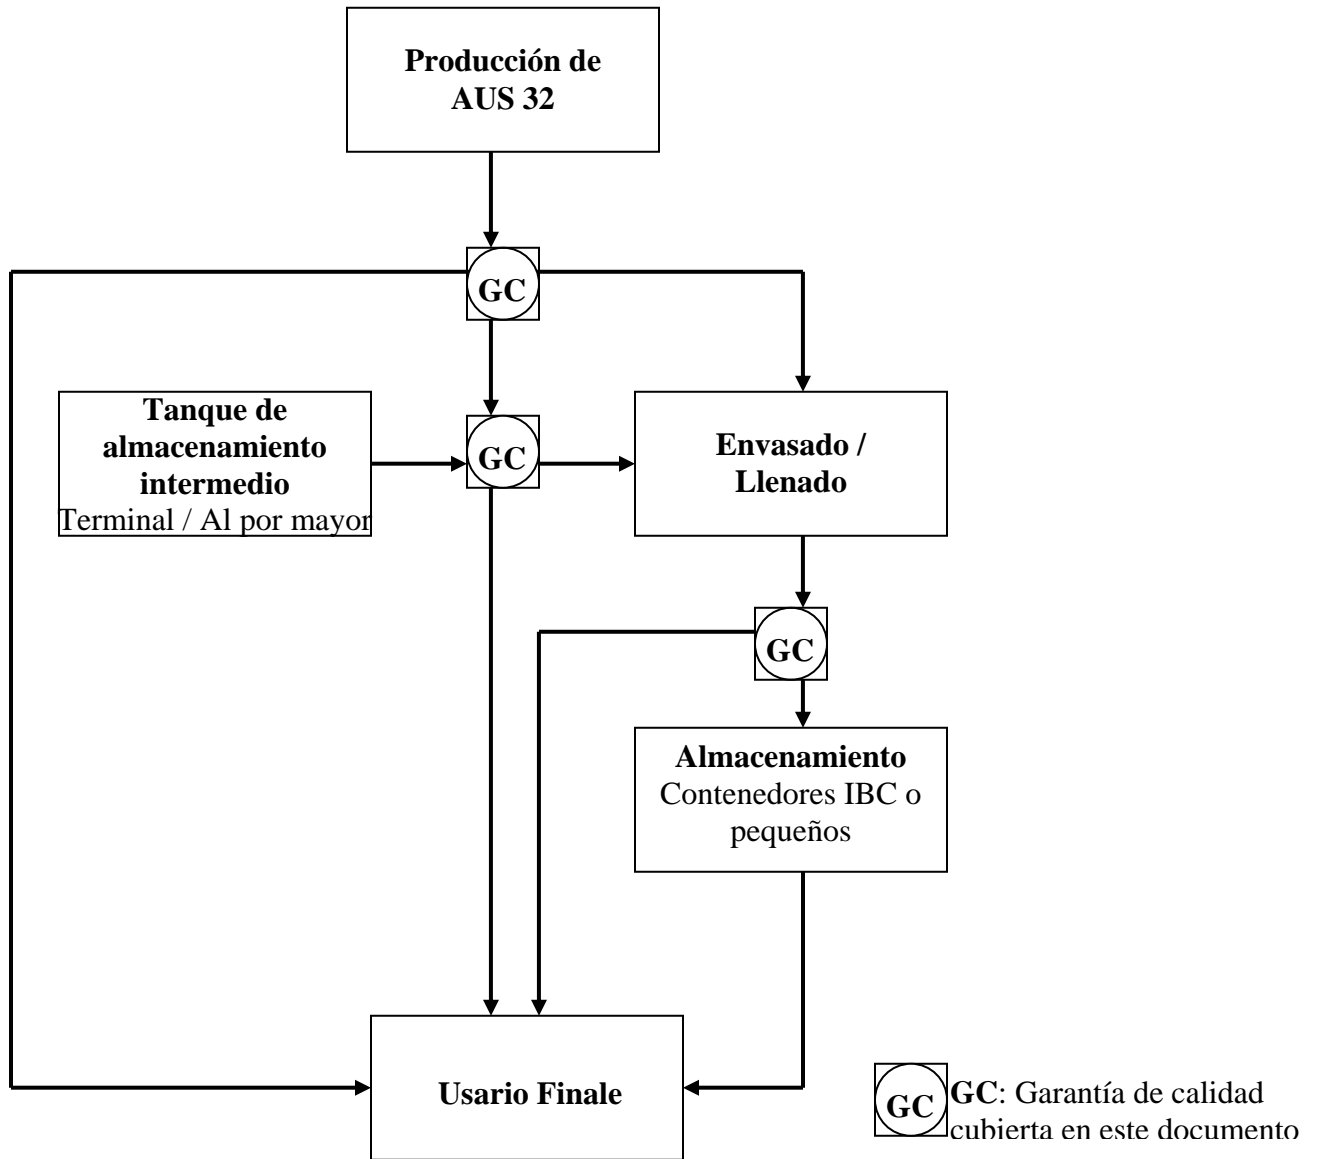 Producción de
AUS 32
GC
Tanque de
almacenamiento
intermedio
Terminal / Al por mayor
GC
Envasado /
Llenado
GC
Almacenamiento
Contenedores IBC o
pequeños
Usario Finale
GC
GC: Garantía de calidad
cubierta en este documento